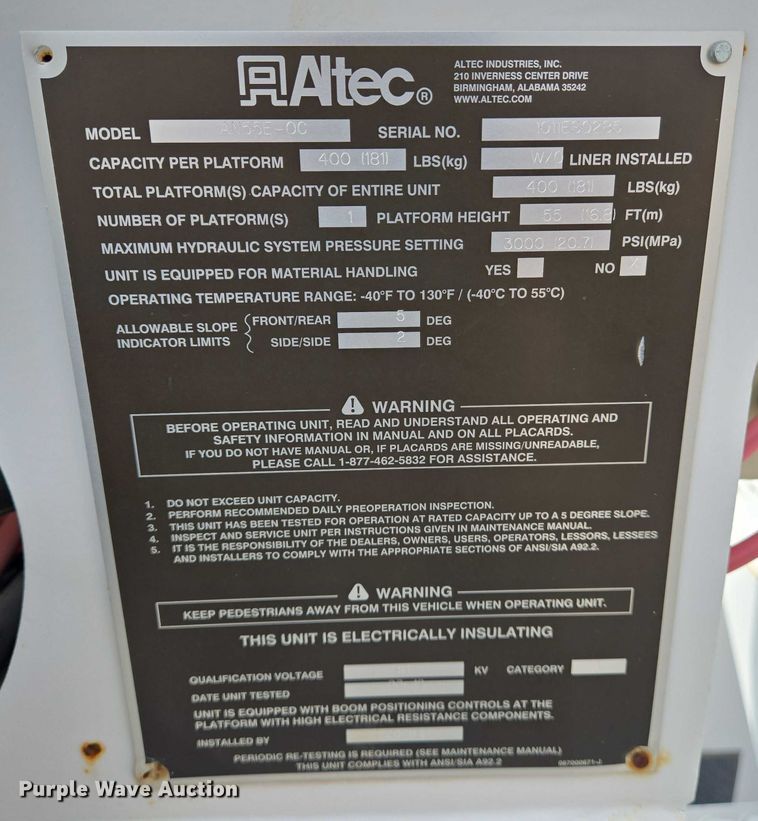 Altec®
ALTEC INDUSTRIES, INC.
210 INVERNESS CENTER DRIVE
BIRMINGHAM, ALABAMA 35242
WWW.ALTEC.COM
MODEL SERIAL NO.
CAPACITY PER PLATFORM 400 (181) LBS(kg) W/O LINER INSTALLED
TOTAL PLATFORM(S) CAPACITY OF ENTIRE UNIT 400 (181) LBS(kg)
NUMBER OF PLATFORM(S) 1 PLATFORM HEIGHT 55 (16.8) FT(m)
MAXIMUM HYDRAULIC SYSTEM PRESSURE SETTING 3000 (20.7) PSI(MPa)
UNIT IS EQUIPPED FOR MATERIAL HANDLING YES NO X
OPERATING TEMPERATURE RANGE: -40°F TO 130°F / (-40°C TO 55°C)
ALLOWABLE SLOPE INDICATOR LIMITS
FRONT/REAR 5 DEG
SIDE/SIDE 2 DEG
⚠ WARNING
BEFORE OPERATING UNIT, READ AND UNDERSTAND ALL OPERATING AND
SAFETY INFORMATION IN MANUAL AND ON ALL PLACARDS.
IF YOU DO NOT HAVE MANUAL OR, IF PLACARDS ARE MISSING/UNREADABLE,
PLEASE CALL 1-877-462-5832 FOR ASSISTANCE.
1. DO NOT EXCEED UNIT CAPACITY.
2. PERFORM RECOMMENDED DAILY PREOPERATION INSPECTION.
3. THIS UNIT HAS BEEN TESTED FOR OPERATION AT RATED CAPACITY UP TO A 5 DEGREE SLOPE.
4. INSPECT AND SERVICE UNIT PER INSTRUCTIONS GIVEN IN MAINTENANCE MANUAL.
5. IT IS THE RESPONSIBILITY OF THE DEALERS, OWNERS, USERS, OPERATORS, LESSORS, LESSEES
AND INSTALLERS TO COMPLY WITH THE APPROPRIATE SECTIONS OF ANSI/SIA A92.2.
⚠ WARNING
KEEP PEDESTRIANS AWAY FROM THIS VEHICLE WHEN OPERATING UNIT.
THIS UNIT IS ELECTRICALLY INSULATING
QUALIFICATION VOLTAGE KV CATEGORY
DATE UNIT TESTED
UNIT IS EQUIPPED WITH BOOM POSITIONING CONTROLS AT THE
PLATFORM WITH HIGH ELECTRICAL RESISTANCE COMPONENTS.
INSTALLED BY
PERIODIC RE-TESTING IS REQUIRED (SEE MAINTENANCE MANUAL)
THIS UNIT COMPLIES WITH ANSI/SIA A92.2
Purple Wave Auction